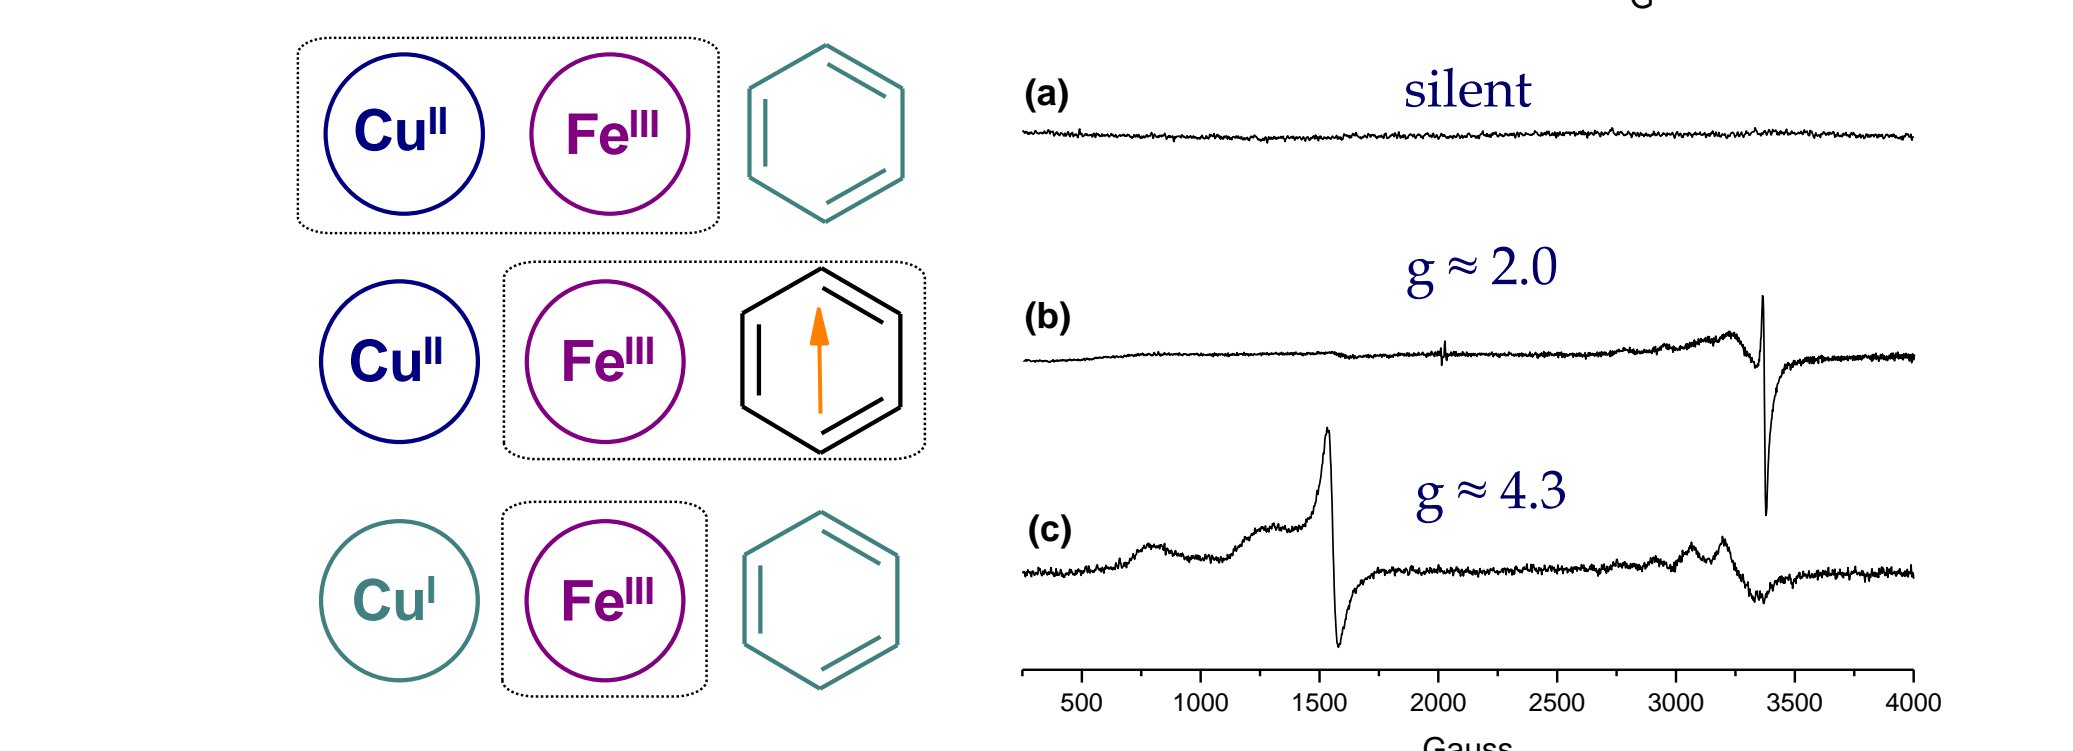 G
Cu^II Fe^III
(a) silent
g ≈ 2.0
Cu^II Fe^III
(b)
g ≈ 4.3
Cu^I Fe^III
(c)
500 1000 1500 2000 2500 3000 3500 4000
Gauss